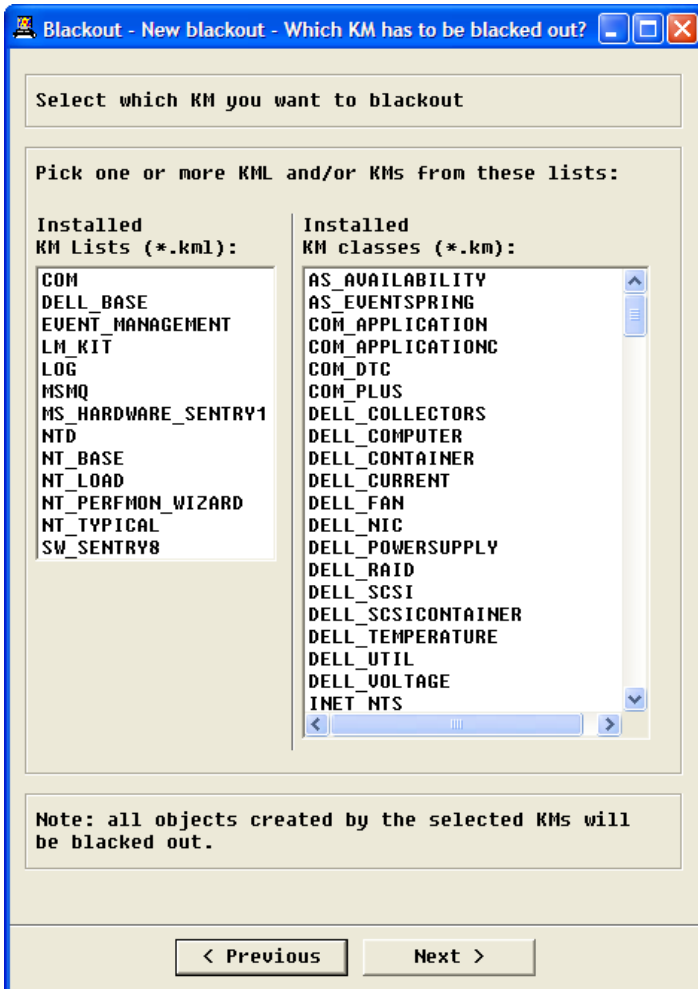 Blackout - New blackout - Which KM has to be blacked out?
Select which KM you want to blackout
Pick one or more KML and/or KMs from these lists:
Installed
KM Lists (*.kml):
COM
DELL_BASE
EVENT_MANAGEMENT
LM_KIT
LOG
MSMQ
MS_HARDWARE_SENTRY1
NTD
NT_BASE
NT_LOAD
NT_PERFMON_WIZARD
NT_TYPICAL
SW_SENTRY8
Installed
KM classes (*.km):
AS_AVAILABILITY
AS_EVENTSPRING
COM_APPLICATION
COM_APPLICATIONC
COM_DTC
COM_PLUS
DELL_COLLECTORS
DELL_COMPUTER
DELL_CONTAINER
DELL_CURRENT
DELL_FAN
DELL_NIC
DELL_POWERSUPPLY
DELL_RAID
DELL_SCSI
DELL_SCSICONTAINER
DELL_TEMPERATURE
DELL_UTIL
DELL_VOLTAGE
INET_NTS
Note: all objects created by the selected KMs will
be blacked out.
< Previous
Next >